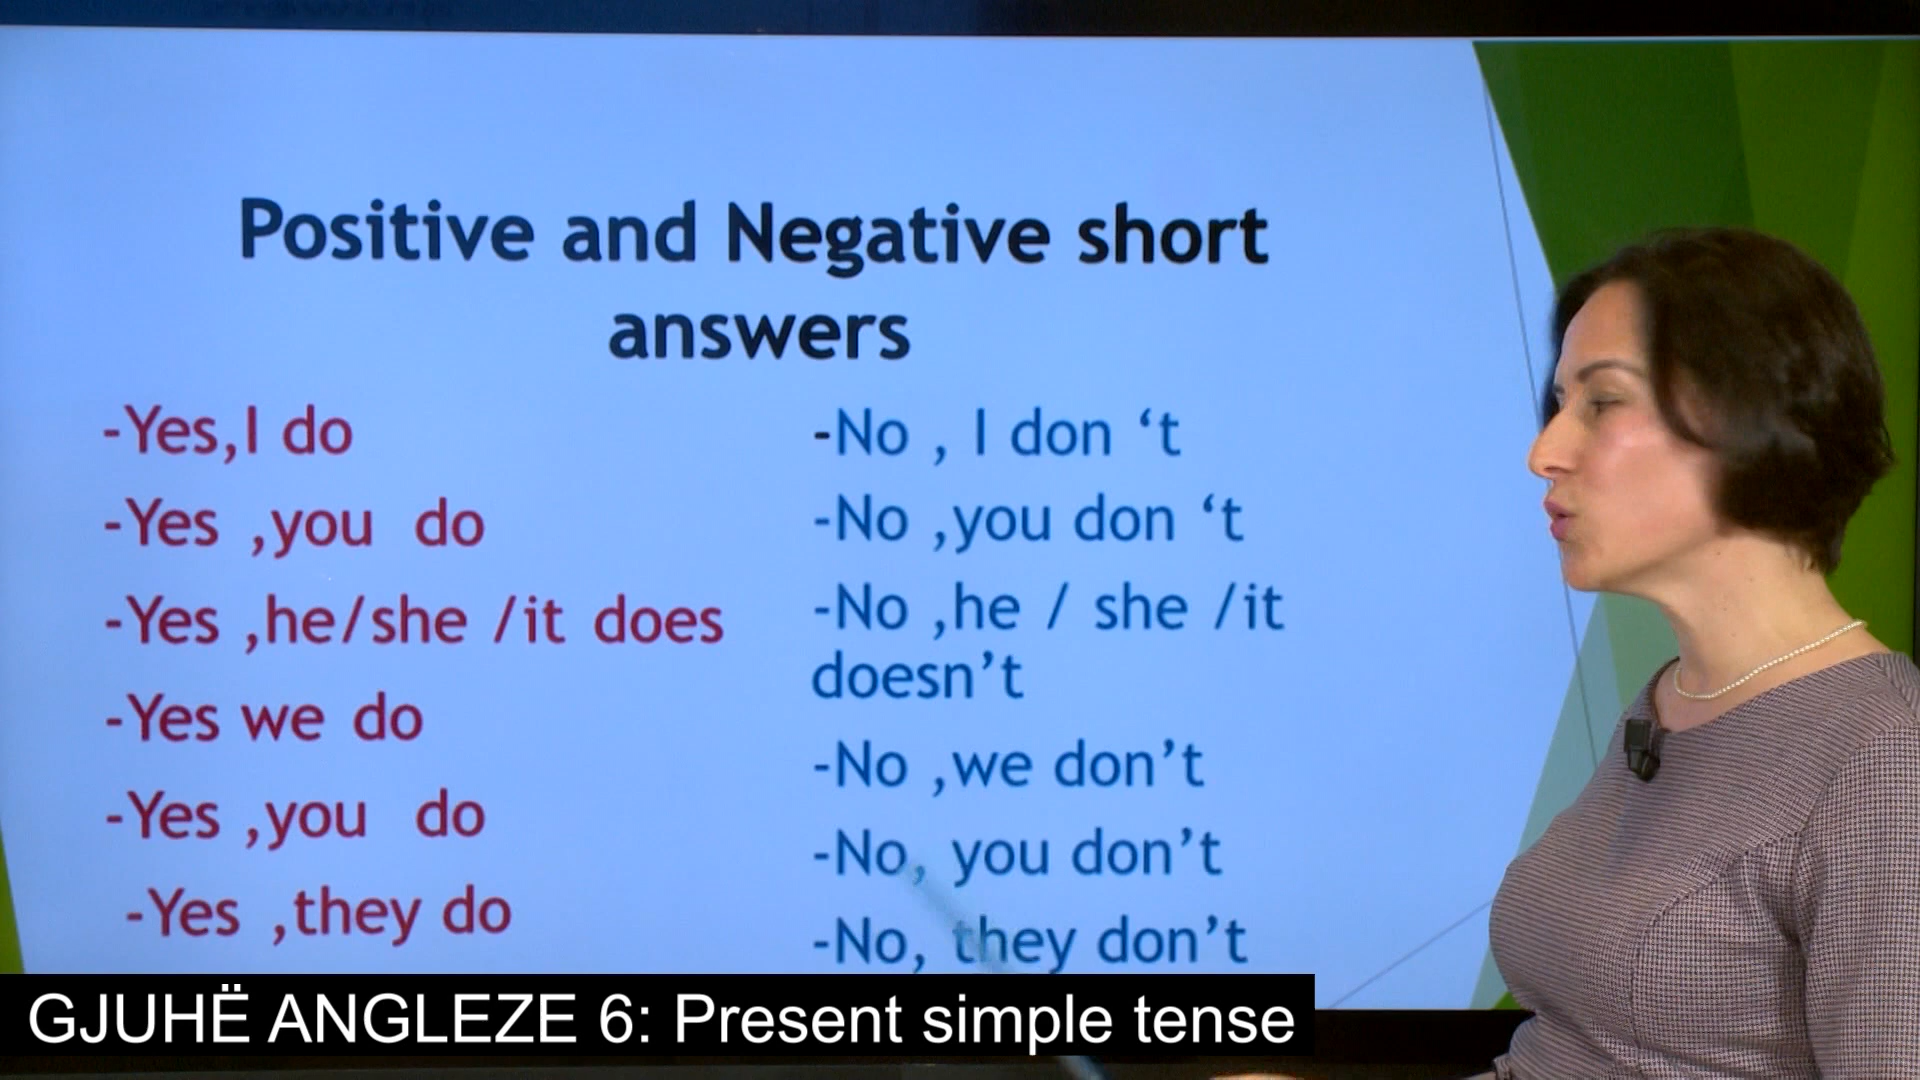 Positive and Negative short
answers
-Yes,I do
-Yes ,you do
-Yes ,he/she /it does
-Yes we do
-Yes ,you do
-Yes ,they do
-No , I don ‘t
-No ,you don ‘t
-No ,he / she /it
doesn’t
-No ,we don’t
-No, you don’t
-No, they don’t
GJUHË ANGLEZE 6: Present simple tense